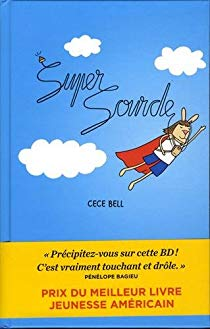 Super
Sourde
CECE BELL
« Précipitez-vous sur cette BD !
C'est vraiment touchant et drôle. »
PÉNÉLOPE BAGIEU
PRIX DU MEILLEUR LIVRE
JEUNESSE AMÉRICAIN